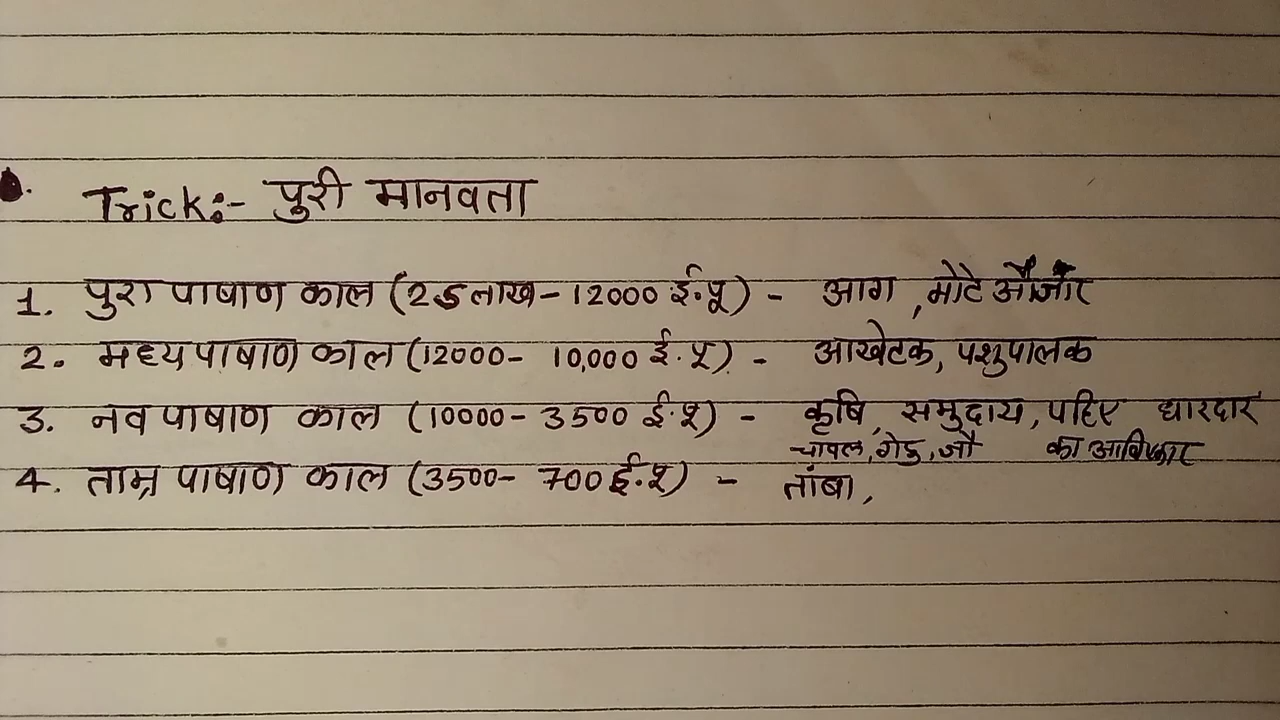 Trick:- पुरी मानवता
1. पुरा पाषाण काल (25 लाख - 12000 ई.पू) - आग, मोटे औजार
2. मध्य पाषाण काल (12000 - 10,000 ई.पू) - आखेटक, पशुपालक
3. नव पाषाण काल (10000 - 3500 ई.पू) - कृषि, समुदाय, पहिए धारदार
चावल, गेहु, जौ का आविष्कार
4. ताम्र पाषाण काल (3500 - 700 ई.पू) - तांबा,